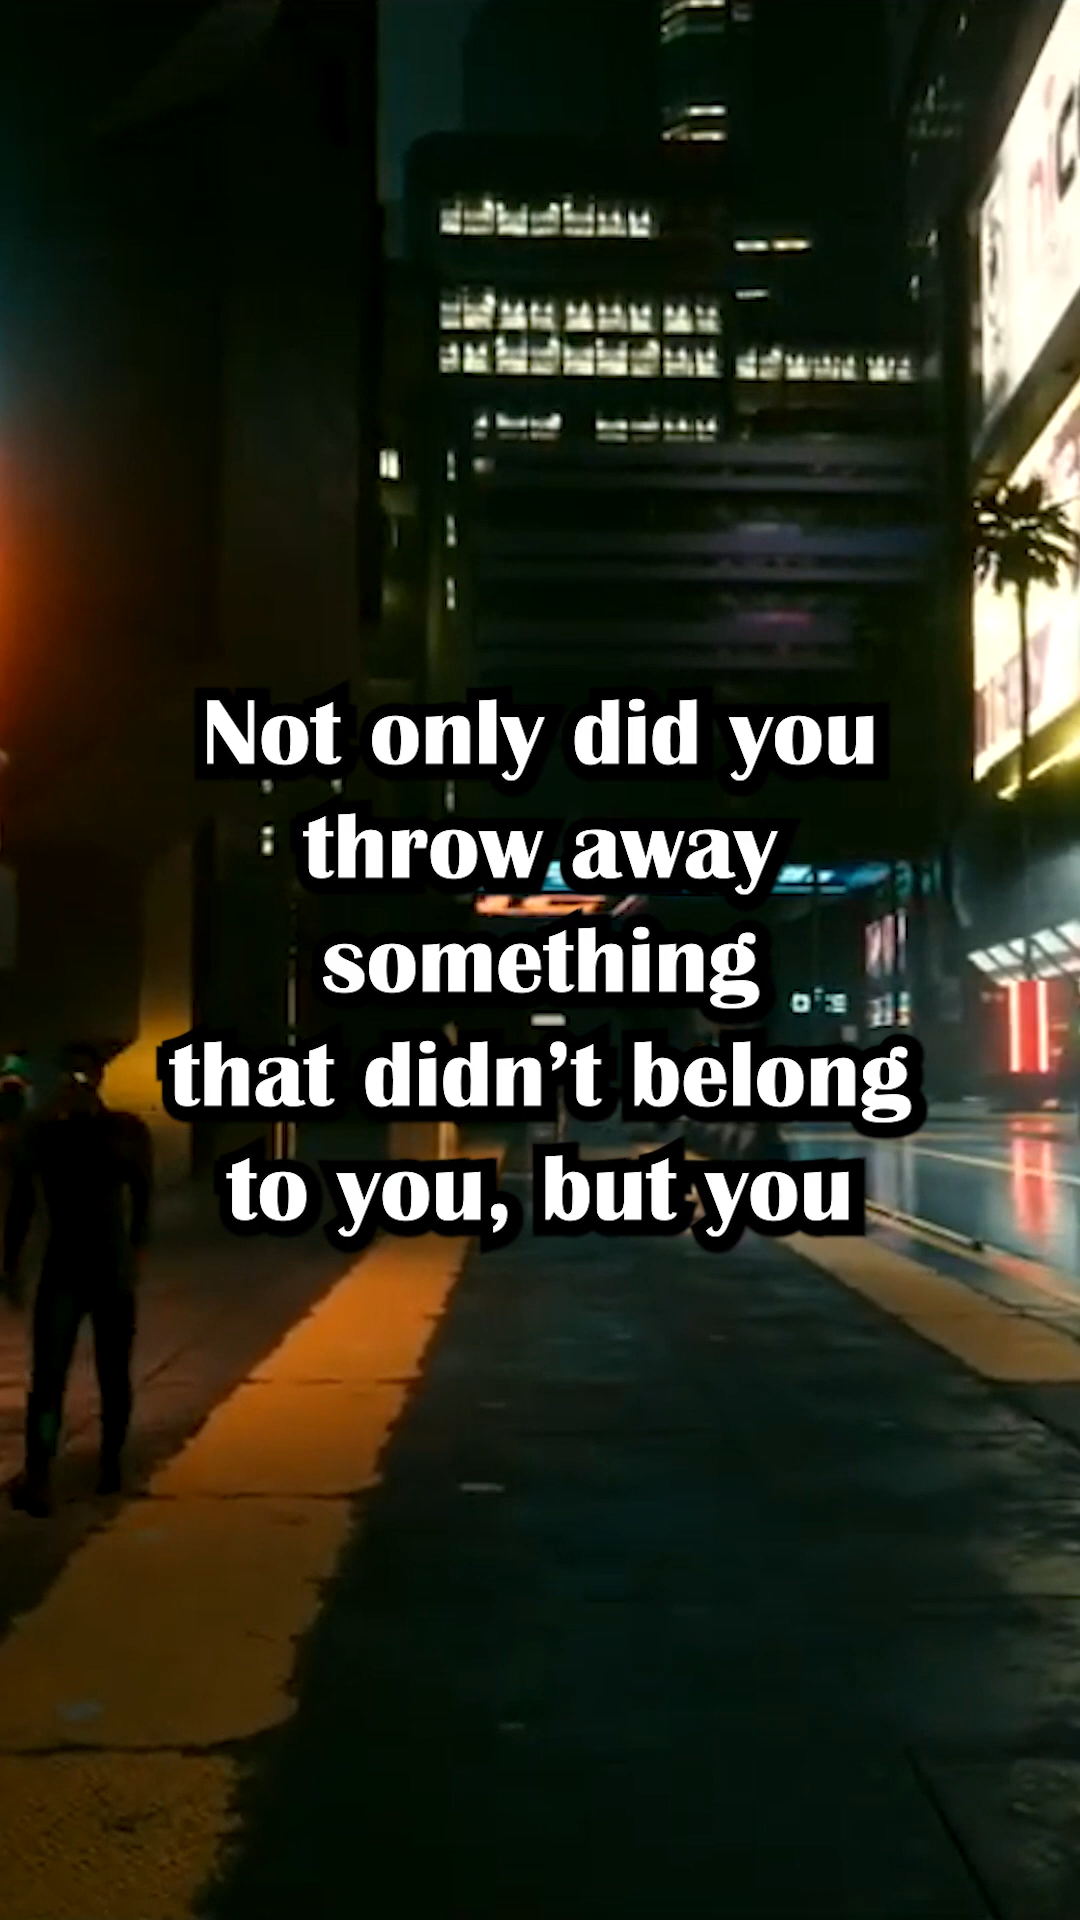 Not only did you
throw away
something
that didn’t belong
to you, but you